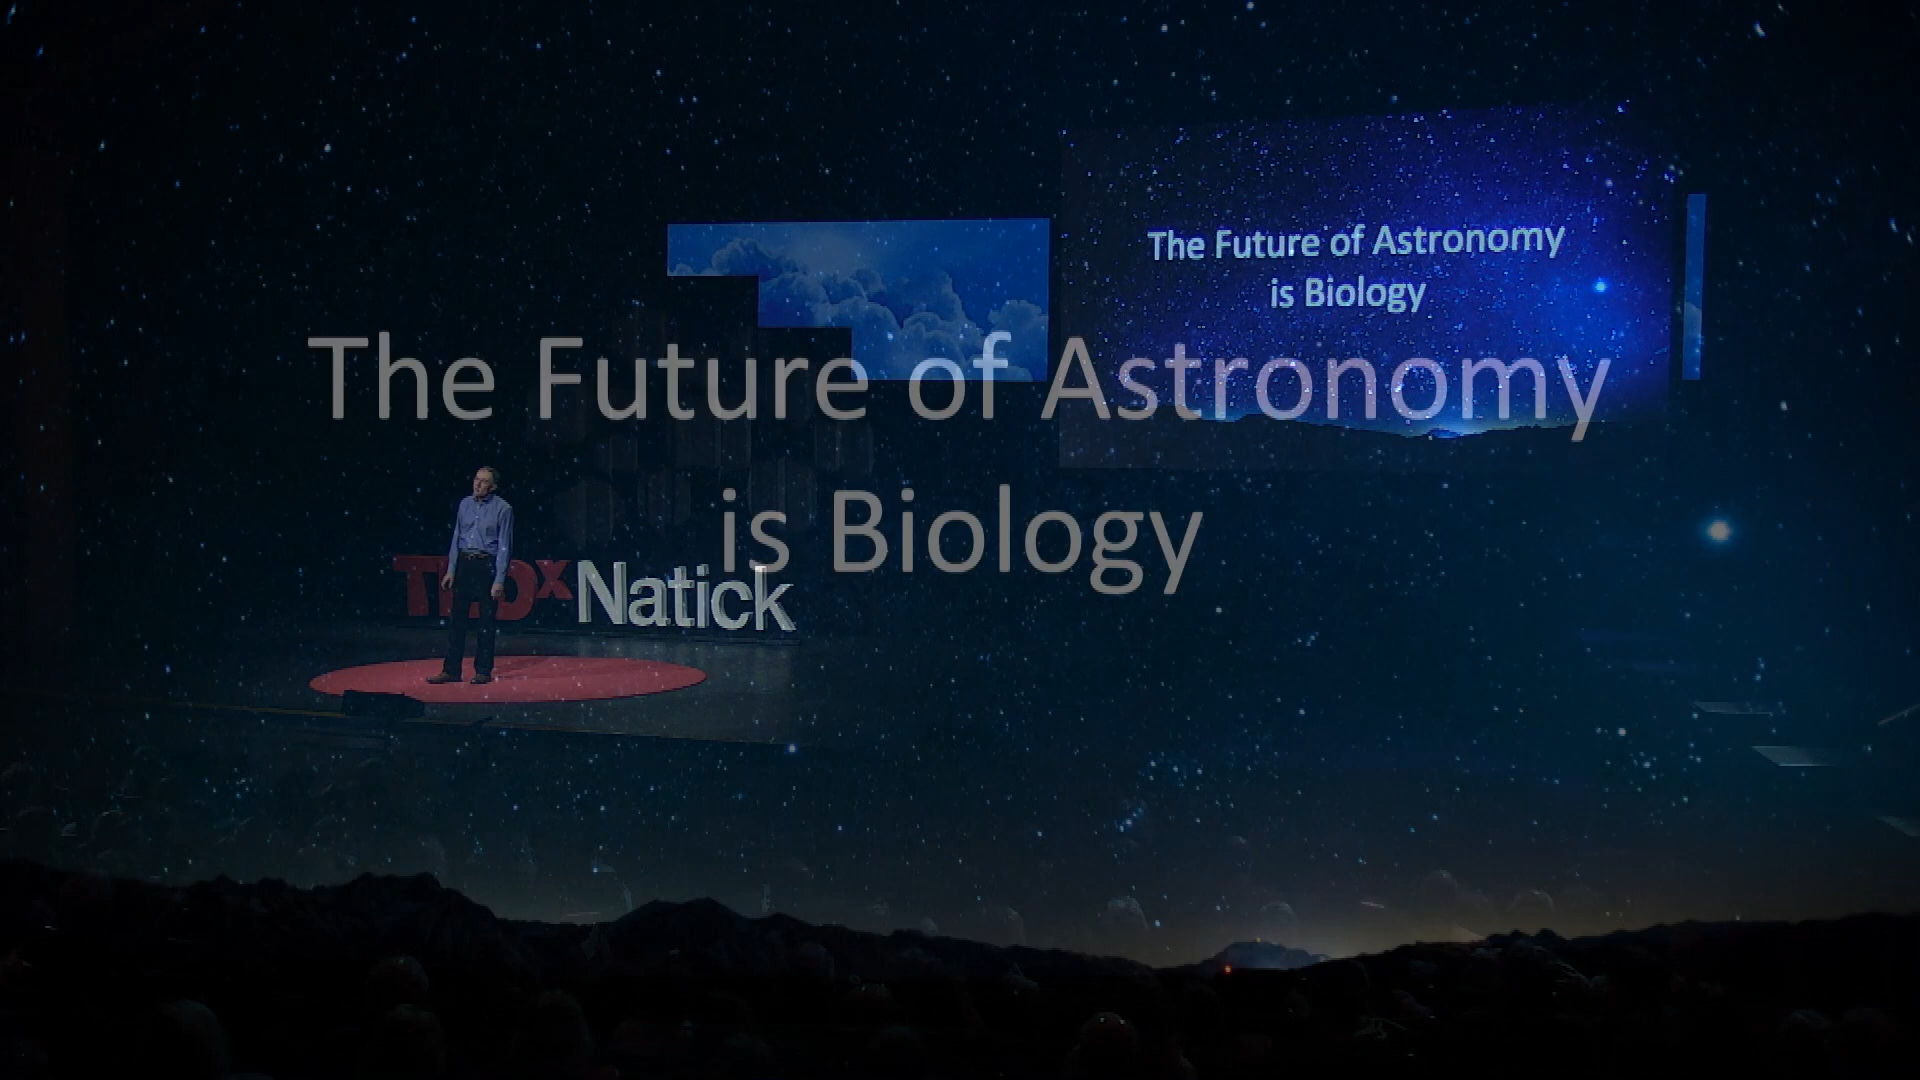 The Future of Astronomy
is Biology
The Future of Astronomy
is Biology
TEDxNatick